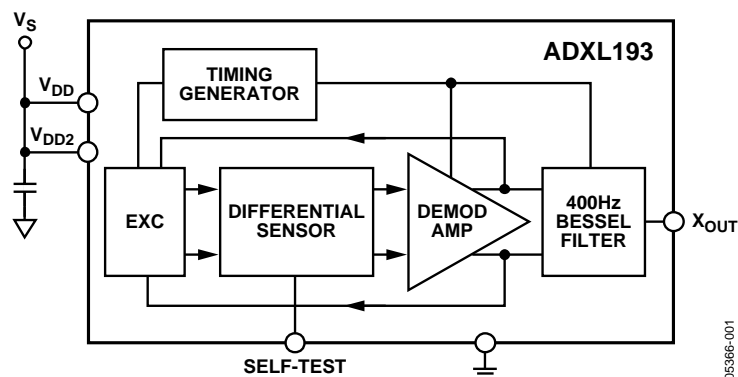 VS
ADXL193
TIMING
GENERATOR
VDD
VDD2
EXC
DIFFERENTIAL
SENSOR
DEMOD
AMP
400Hz
BESSEL
FILTER
XOUT
SELF-TEST
05366-001